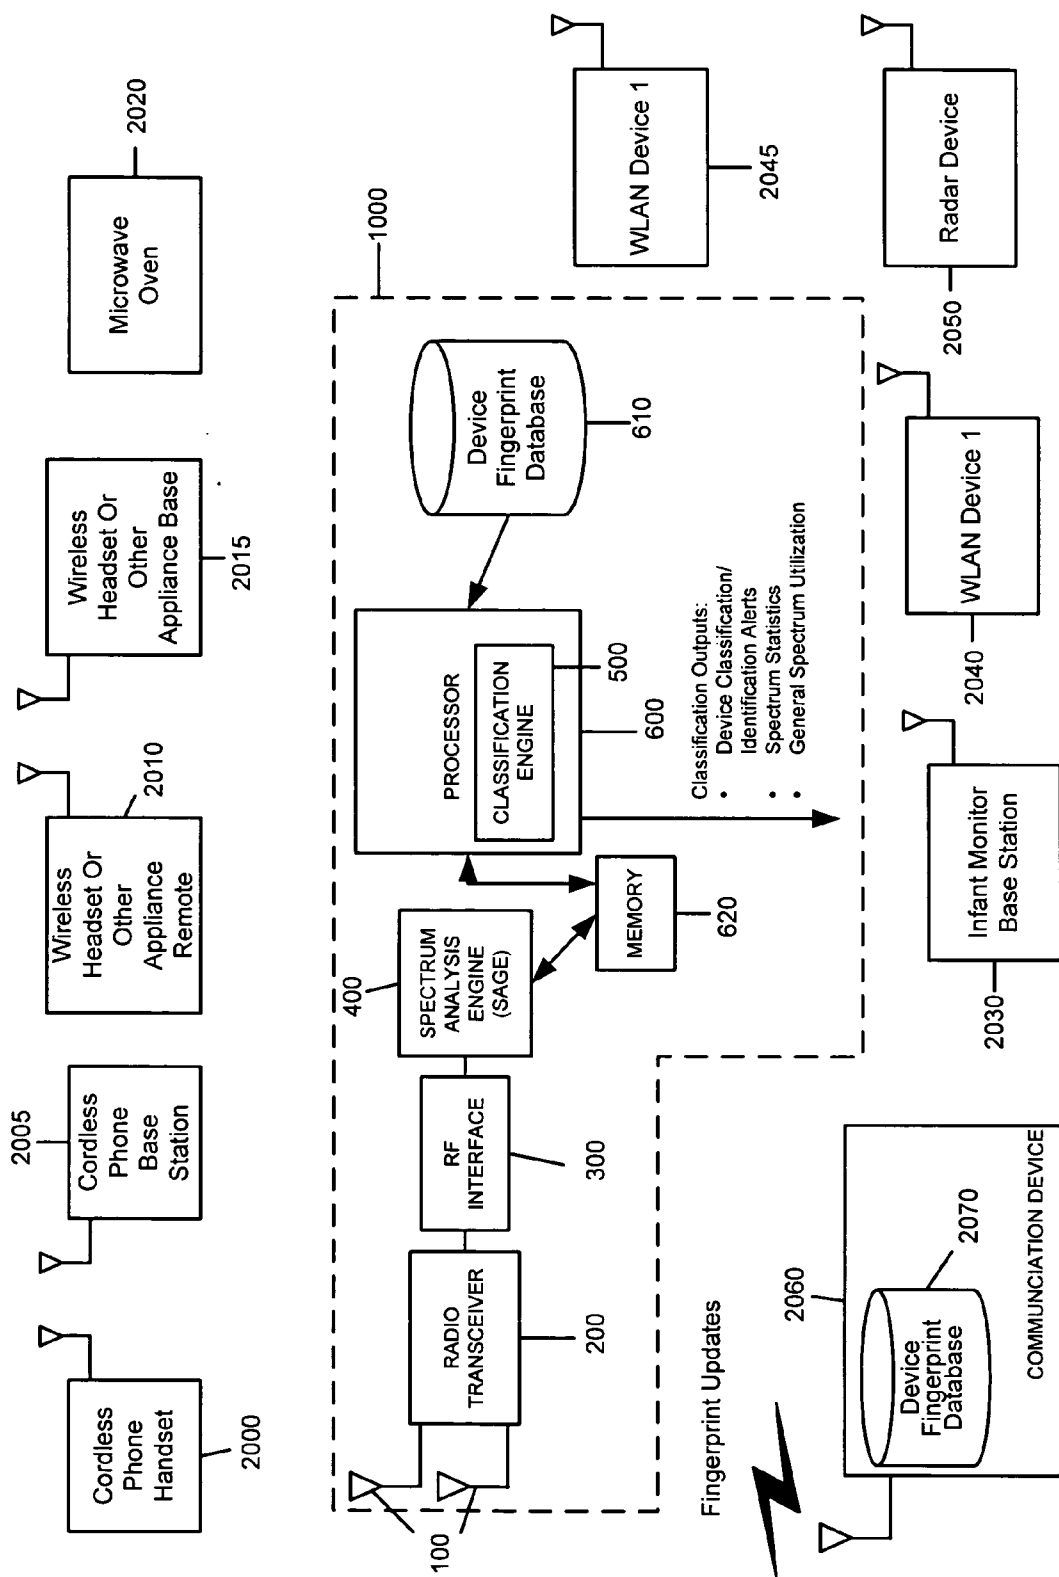 Cordless
Phone
Handset
2000
2005
Cordless
Phone
Base
Station
Wireless
Headset Or
Other
Appliance
Remote
2010
Wireless
Headset Or
Other
Appliance Base
2015
Microwave
Oven
2020
100
RADIO
TRANSCEIVER
200
RF
INTERFACE
300
400
SPECTRUM
ANALYSIS
ENGINE
(SAGE)
MEMORY
620
PROCESSOR
CLASSIFICATION
ENGINE
500
600
Device
Fingerprint
Database
610
1000
Classification Outputs:
• Device Classification/
Identification Alerts
• Spectrum Statistics
• General Spectrum Utilization
WLAN Device 1
2045
Fingerprint Updates
2060
Device
Fingerprint
Database
2070
COMMUNCIATION DEVICE
Infant Monitor
Base Station
2030
WLAN Device 1
2040
Radar Device
2050